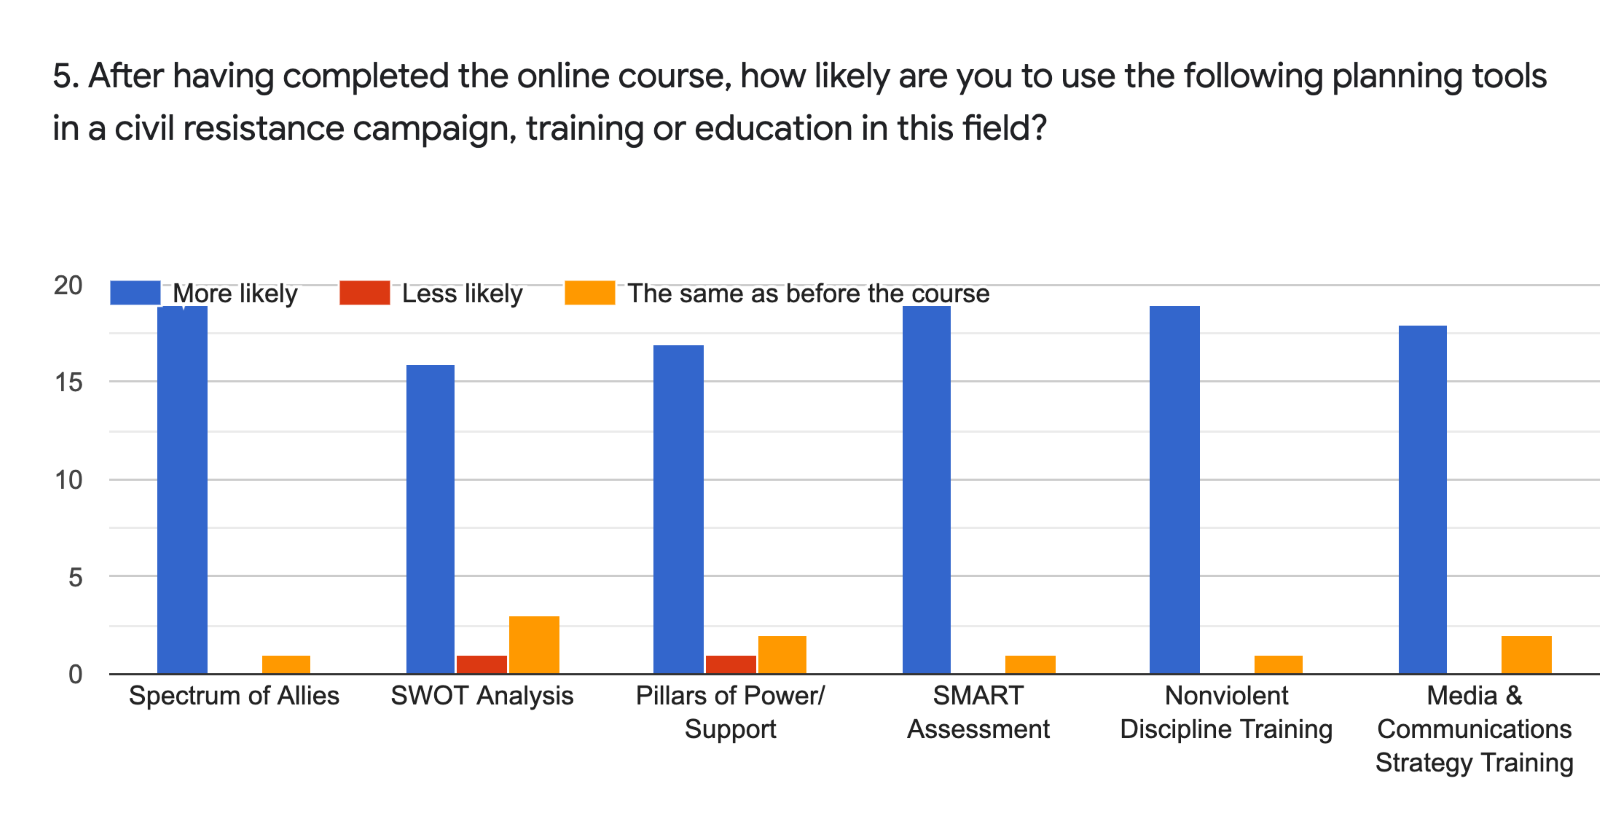 5. After having completed the online course, how likely are you to use the following planning tools
in a civil resistance campaign, training or education in this field?
20
More likely
Less likely
The same as before the course
15
10
5
0
Spectrum of Allies
SWOT Analysis
Pillars of Power/
Support
SMART
Assessment
Nonviolent
Discipline Training
Media &
Communications
Strategy Training